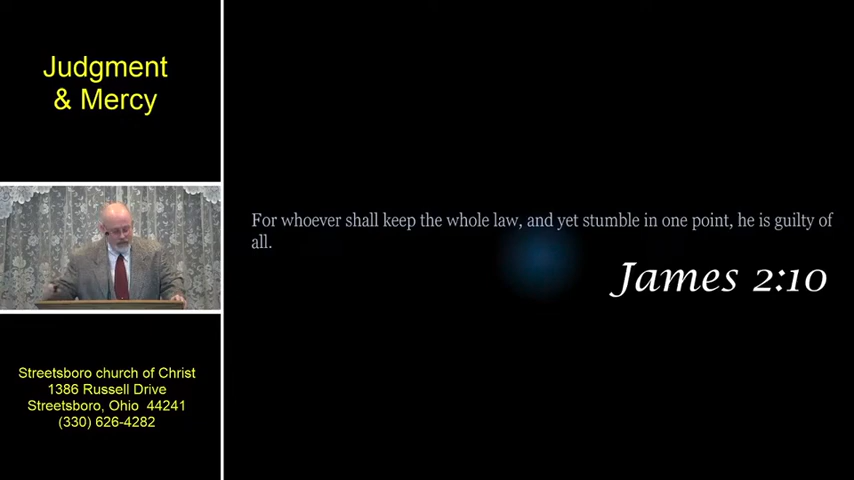 Judgment
& Mercy
For whoever shall keep the whole law, and yet stumble in one point, he is guilty of
all.
James 2:10
Streetsboro church of Christ
1386 Russell Drive
Streetsboro, Ohio  44241
(330) 626-4282